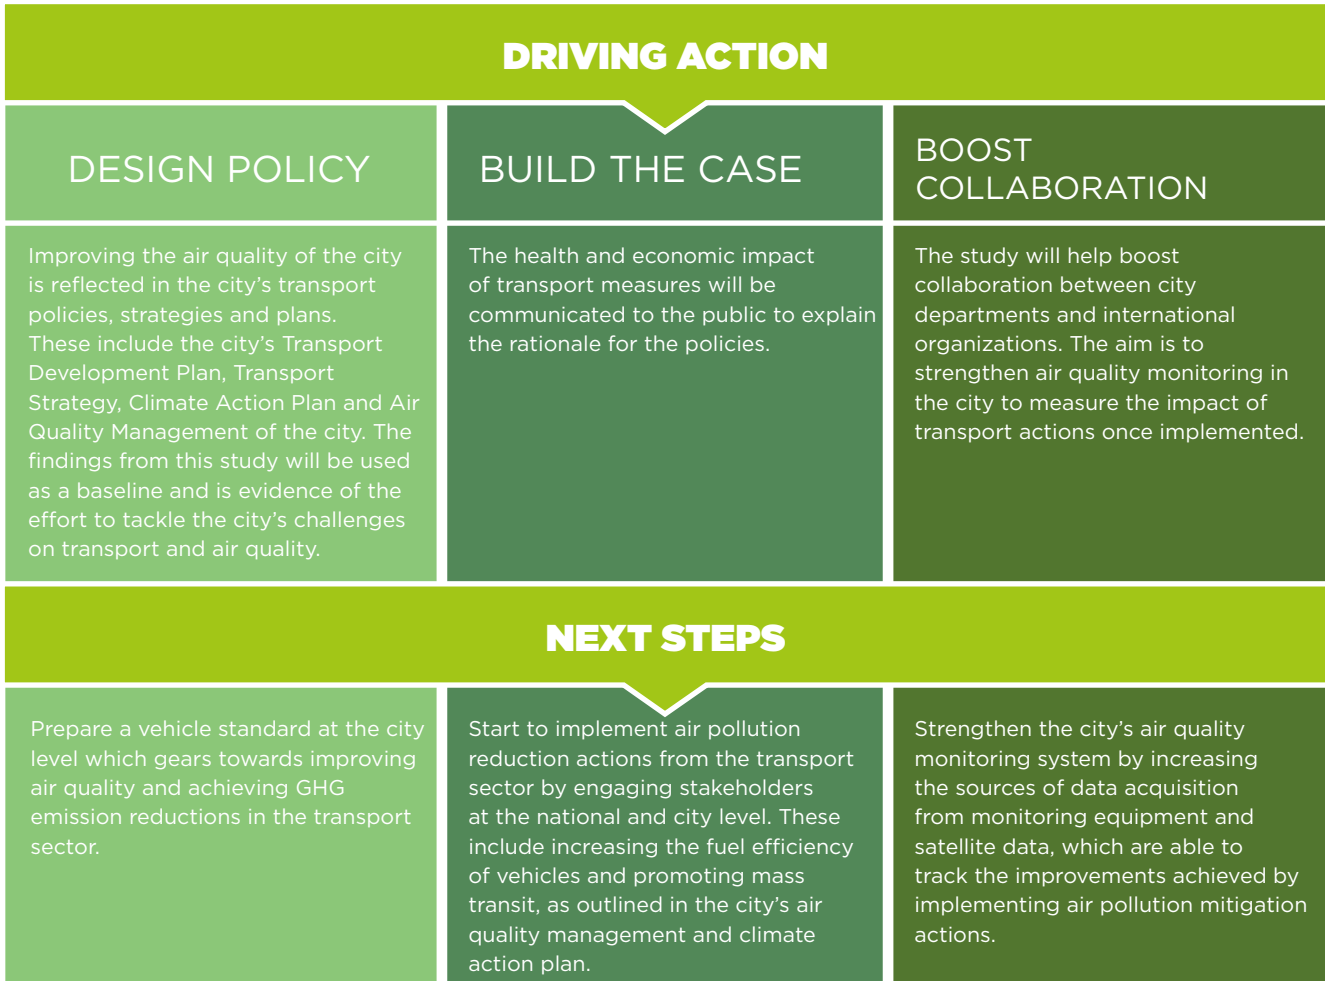 DRIVING ACTION
DESIGN POLICY
BUILD THE CASE
BOOST
COLLABORATION
Improving the air quality of the city
is reflected in the city’s transport
policies, strategies and plans.
These include the city’s Transport
Development Plan, Transport
Strategy, Climate Action Plan and Air
Quality Management of the city. The
findings from this study will be used
as a baseline and is evidence of the
effort to tackle the city’s challenges
on transport and air quality.
The health and economic impact
of transport measures will be
communicated to the public to explain
the rationale for the policies.
The study will help boost
collaboration between city
departments and international
organizations. The aim is to
strengthen air quality monitoring in
the city to measure the impact of
transport actions once implemented.
NEXT STEPS
Prepare a vehicle standard at the city
level which gears towards improving
air quality and achieving GHG
emission reductions in the transport
sector.
Start to implement air pollution
reduction actions from the transport
sector by engaging stakeholders
at the national and city level. These
include increasing the fuel efficiency
of vehicles and promoting mass
transit, as outlined in the city’s air
quality management and climate
action plan.
Strengthen the city’s air quality
monitoring system by increasing
the sources of data acquisition
from monitoring equipment and
satellite data, which are able to
track the improvements achieved by
implementing air pollution mitigation
actions.